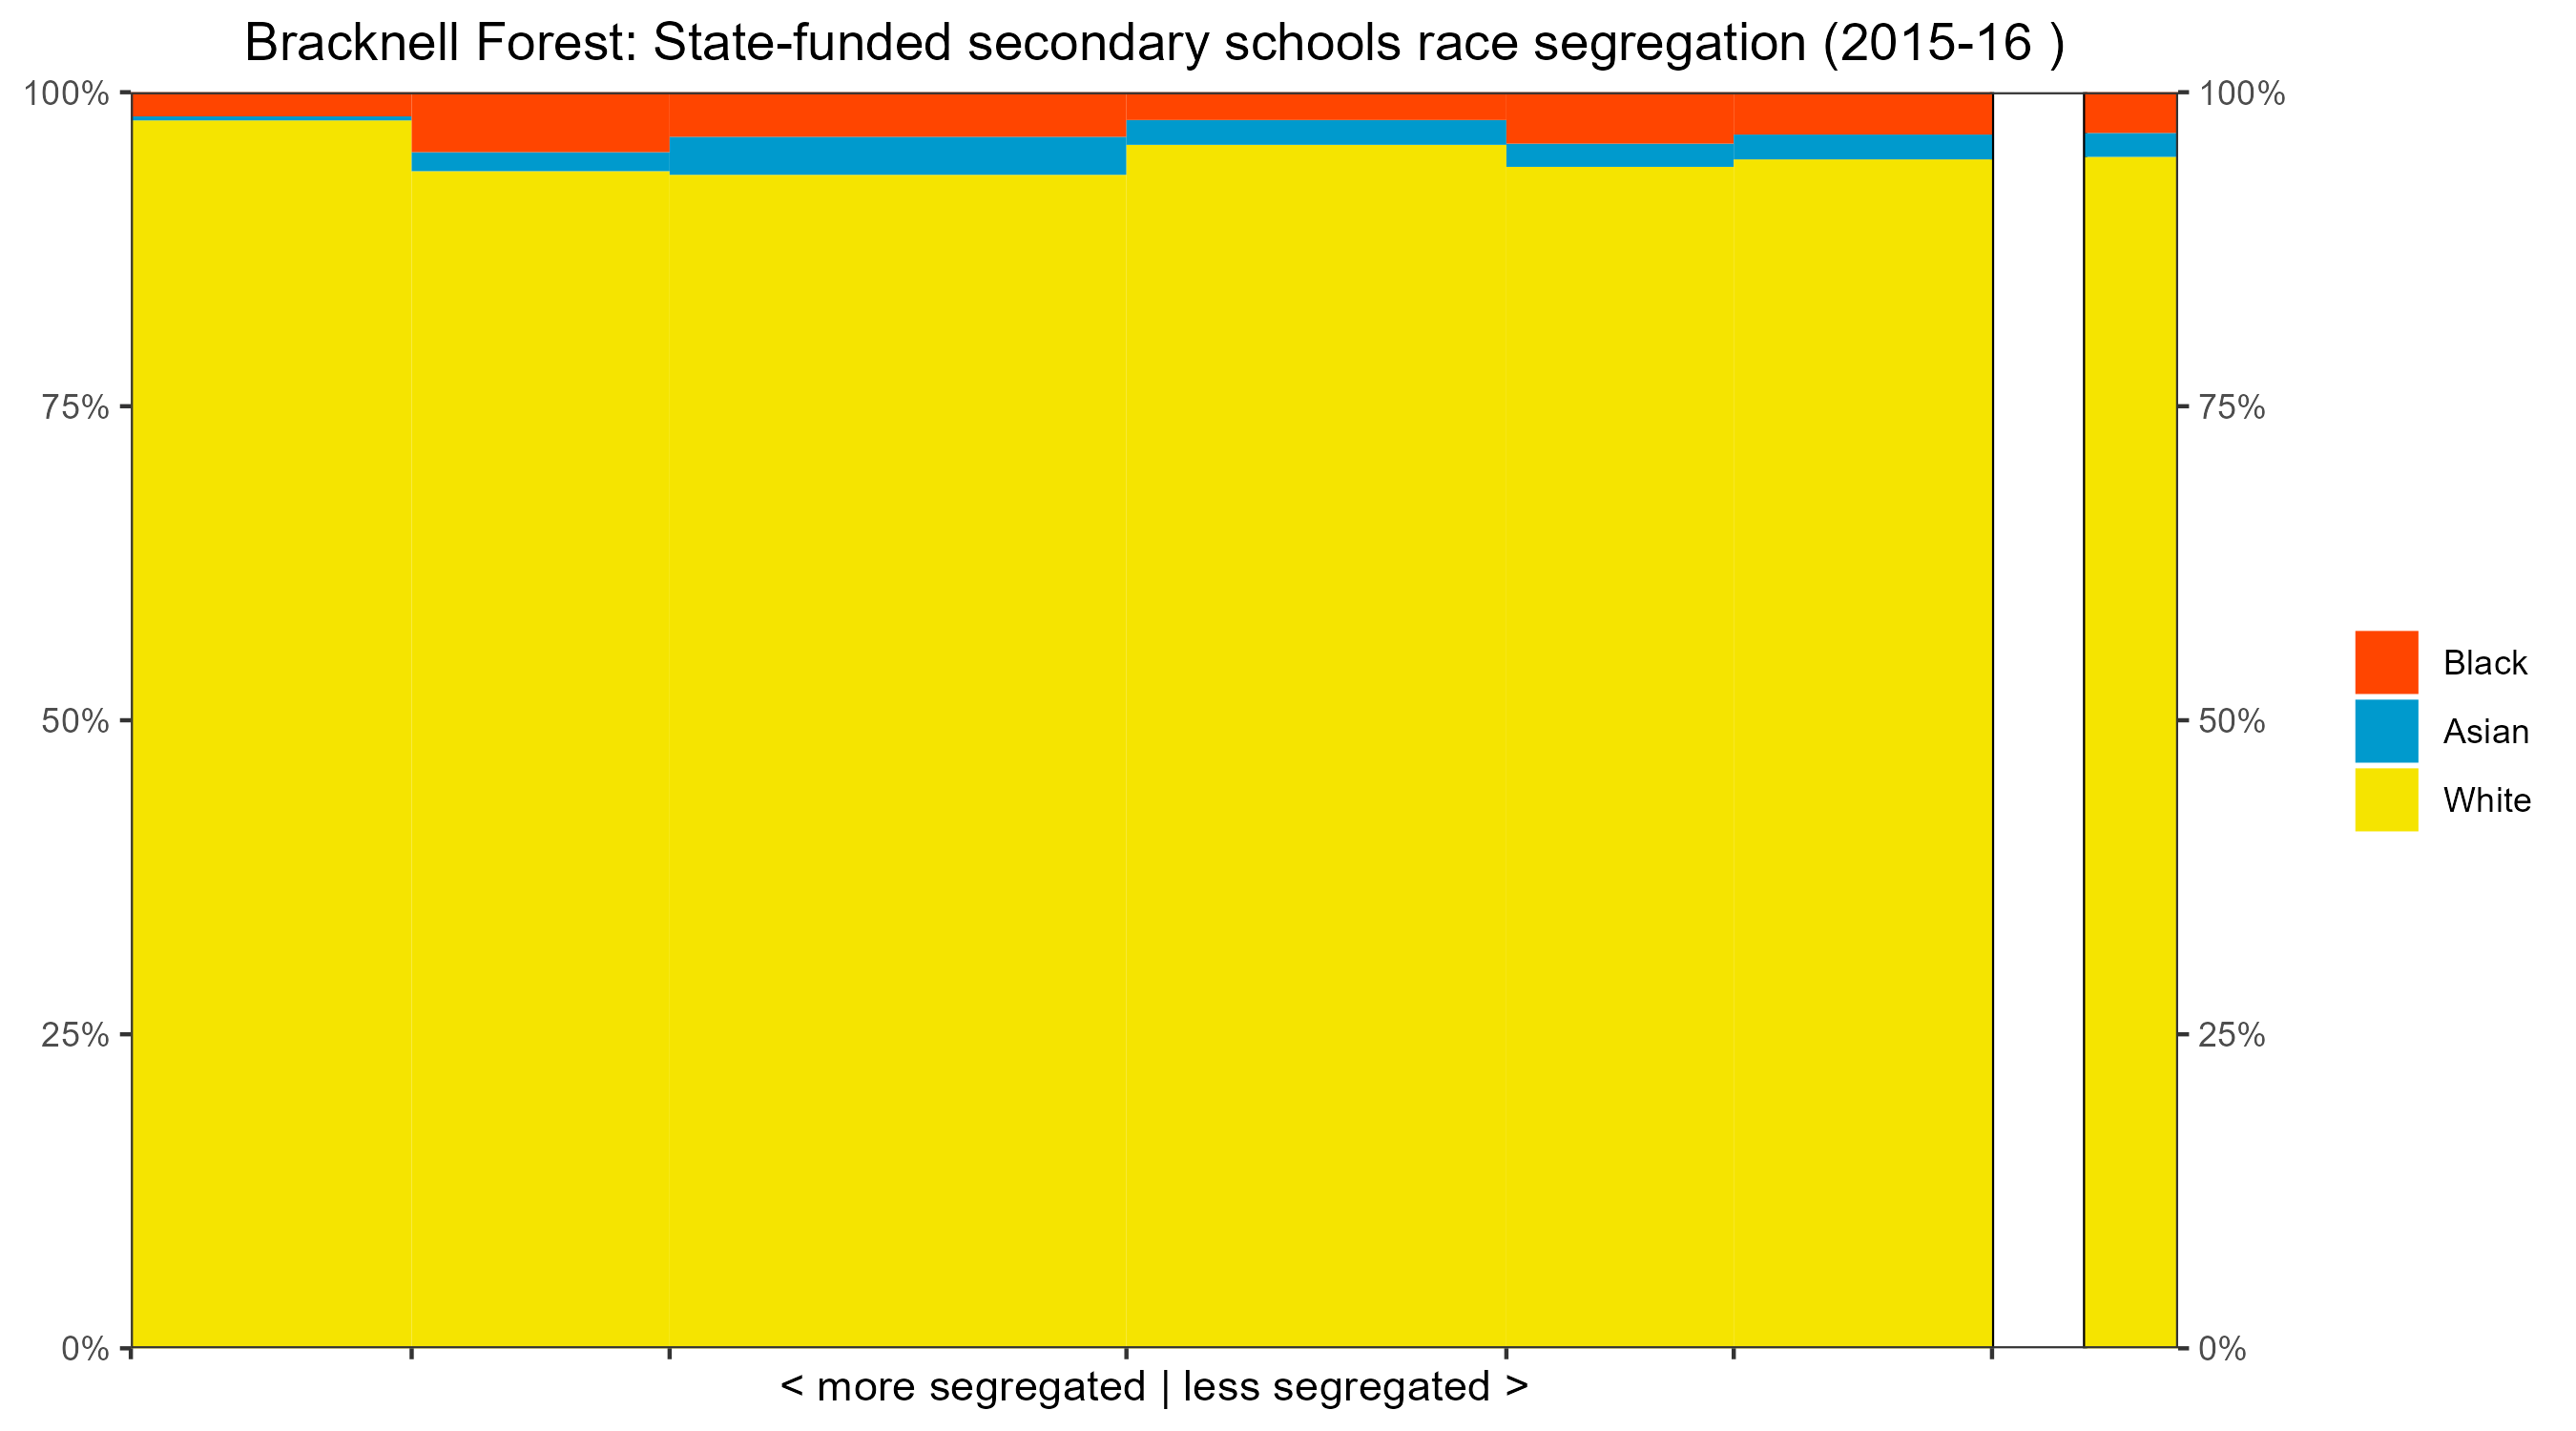 Bracknell Forest: State-funded secondary schools race segregation (2015-16 )
100%
75%
50%
25%
0%
100%
75%
50%
25%
0%
Black
Asian
White
< more segregated | less segregated >